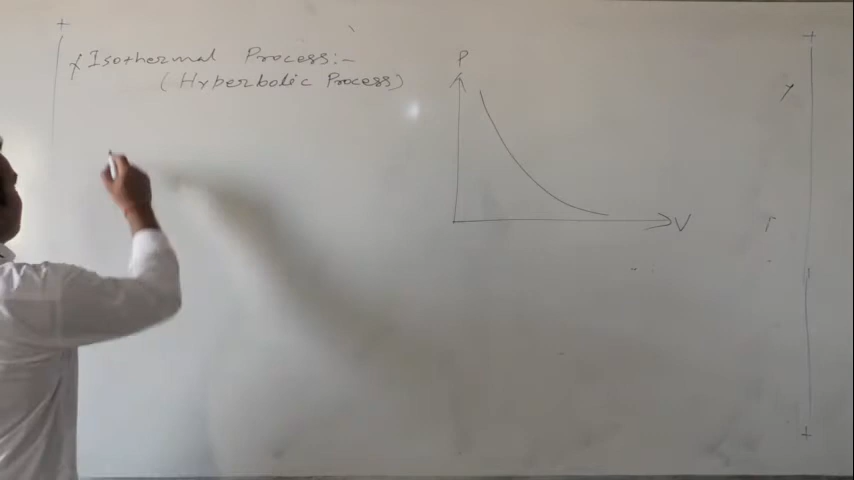 Isothermal Process:-
(Hyperbolic Process)
P
V